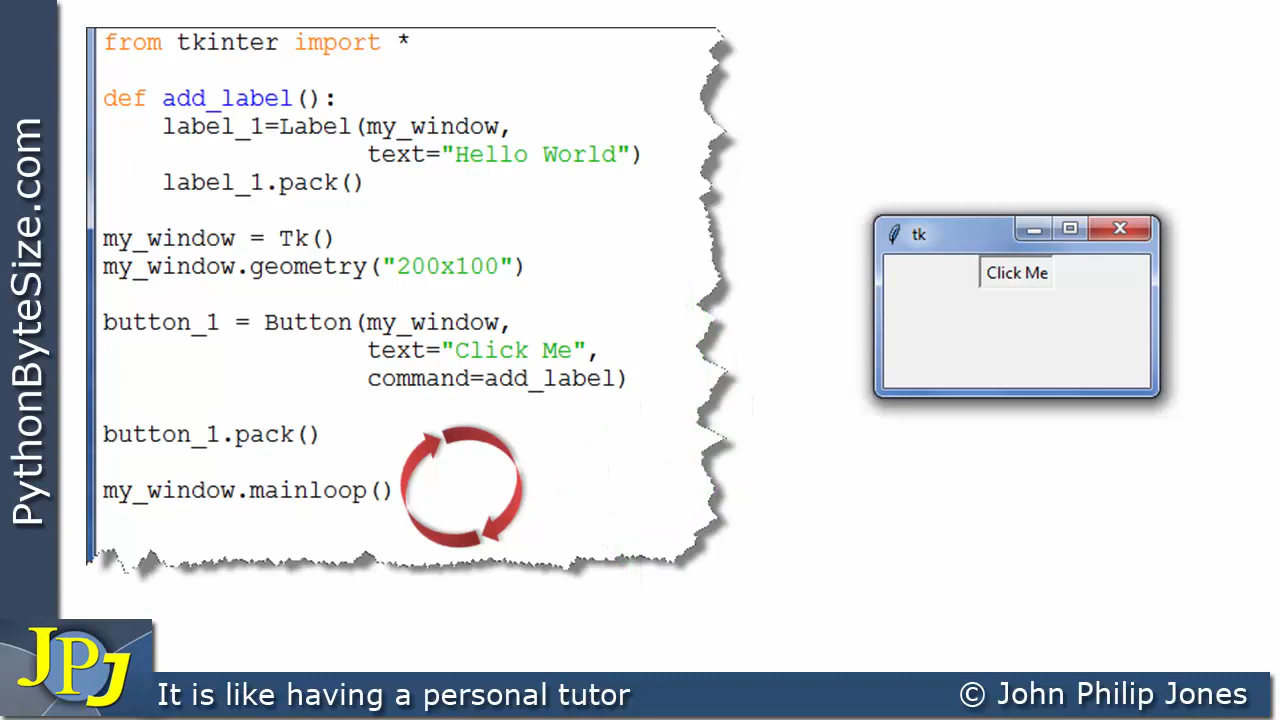 PythonByteSize.com
from tkinter import *
def add_label():
    label_1=Label(my_window,
                  text="Hello World")
    label_1.pack()
my_window = Tk()
my_window.geometry("200x100")
button_1 = Button(my_window,
                  text="Click Me",
                  command=add_label)
button_1.pack()
my_window.mainloop()
tk
Click Me
JPJ
It is like having a personal tutor
© John Philip Jones